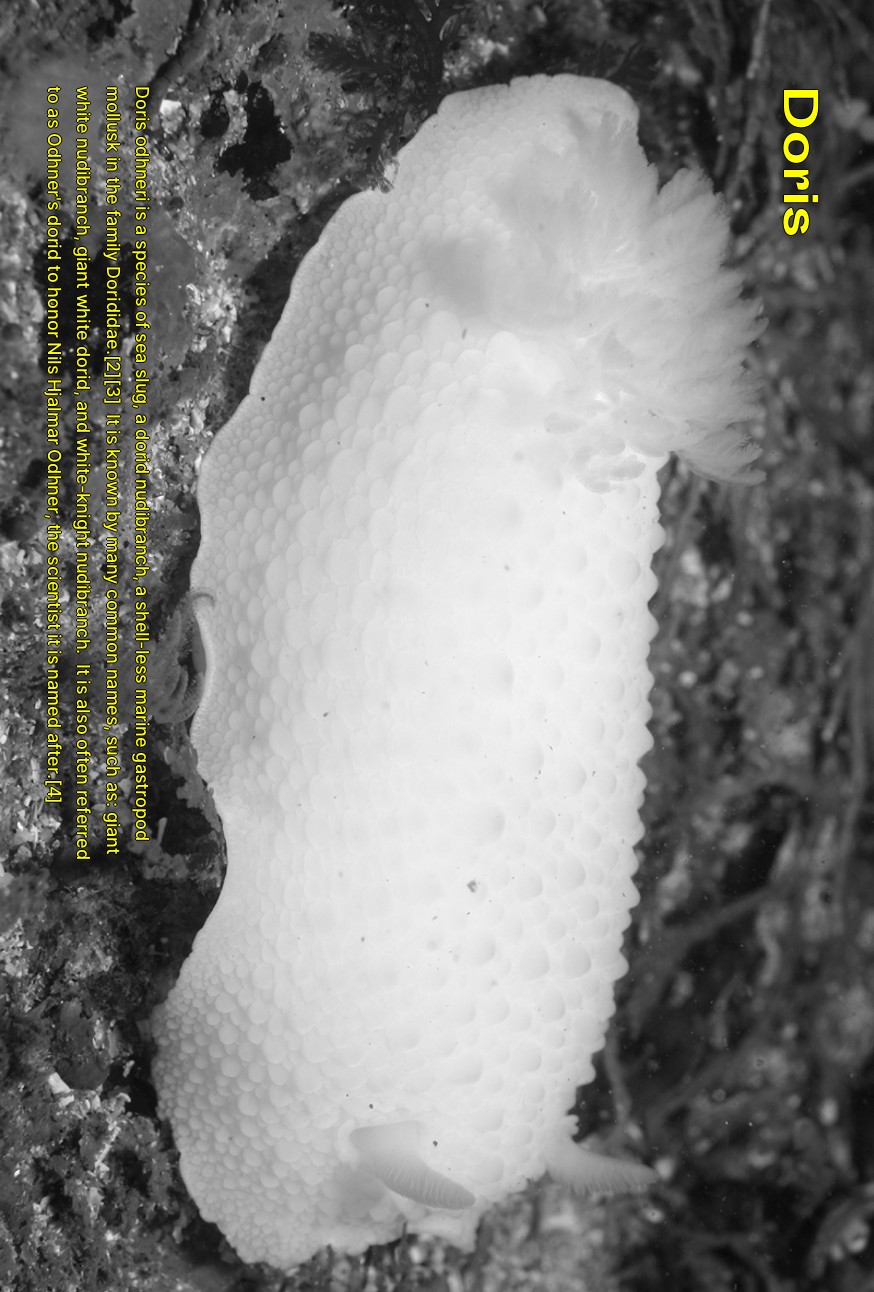 Doris
Doris odhneri is a species of sea slug, a dorid nudibranch, a shell-less marine gastropod
mollusk in the family Dorididae.[2][3] It is known by many common names, such as: giant
white nudibranch, giant white dorid, and white-knight nudibranch. It is also often referred
to as Odhner's dorid to honor Nils Hjalmar Odhner, the scientist it is named after.[4]